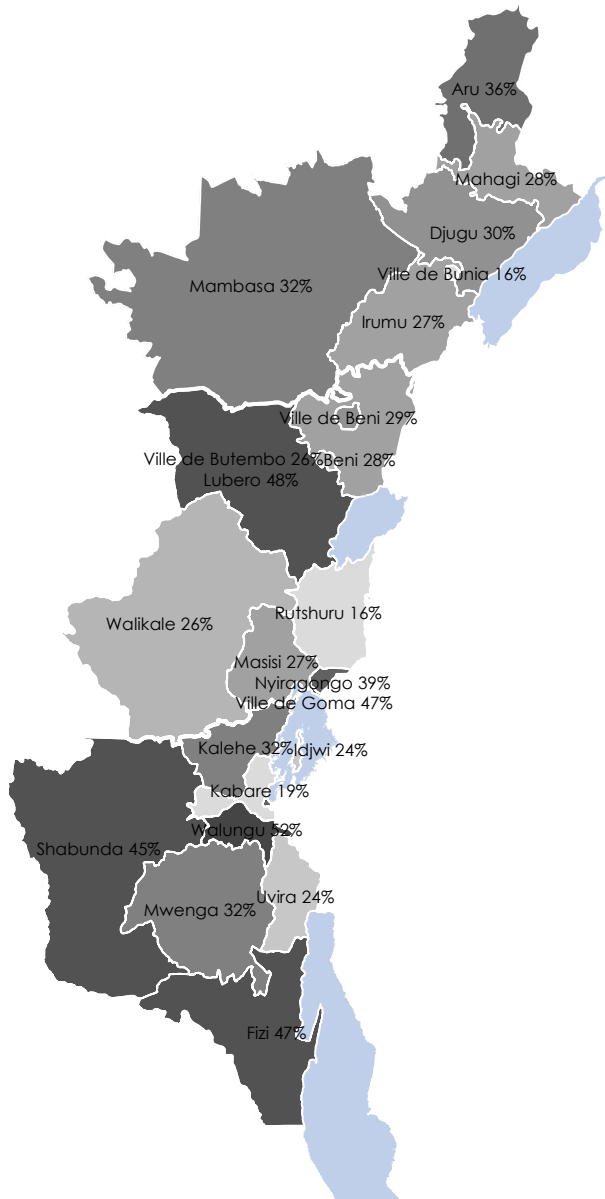 Aru 36%
Mahagi 28%
Djugu 30%
Ville de Bunia 16%
Mambasa 32%
Irumu 27%
Ville de Beni 29%
Ville de Butembo 26%
Beni 28%
Lubero 48%
Rutshuru 16%
Walikale 26%
Masisi 27%
Nyiragongo 39%
Ville de Goma 47%
Kalehe 32%
Idjwi 24%
Kabare 19%
Walungu 52%
Shabunda 45%
Uvira 24%
Mwenga 32%
Fizi 47%